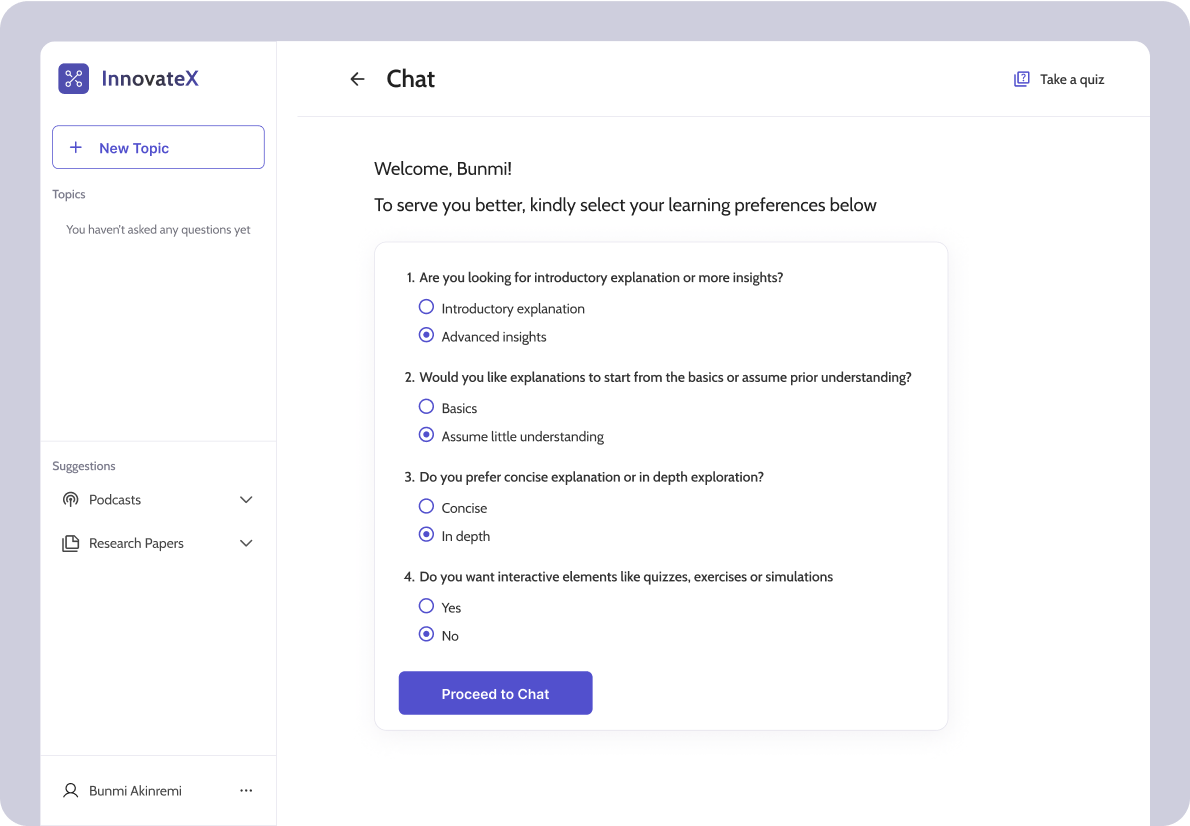 InnovateX
New Topic
Topics
You haven't asked any questions yet
Suggestions
Podcasts
Research Papers
Bunmi Akinremi
Chat
Take a quiz
Welcome, Bunmi!
To serve you better, kindly select your learning preferences below
1. Are you looking for introductory explanation or more insights?
Introductory explanation
Advanced insights
2. Would you like explanations to start from the basics or assume prior understanding?
Basics
Assume little understanding
3. Do you prefer concise explanation or in depth exploration?
Concise
In depth
4. Do you want interactive elements like quizzes, exercises or simulations
Yes
No
Proceed to Chat